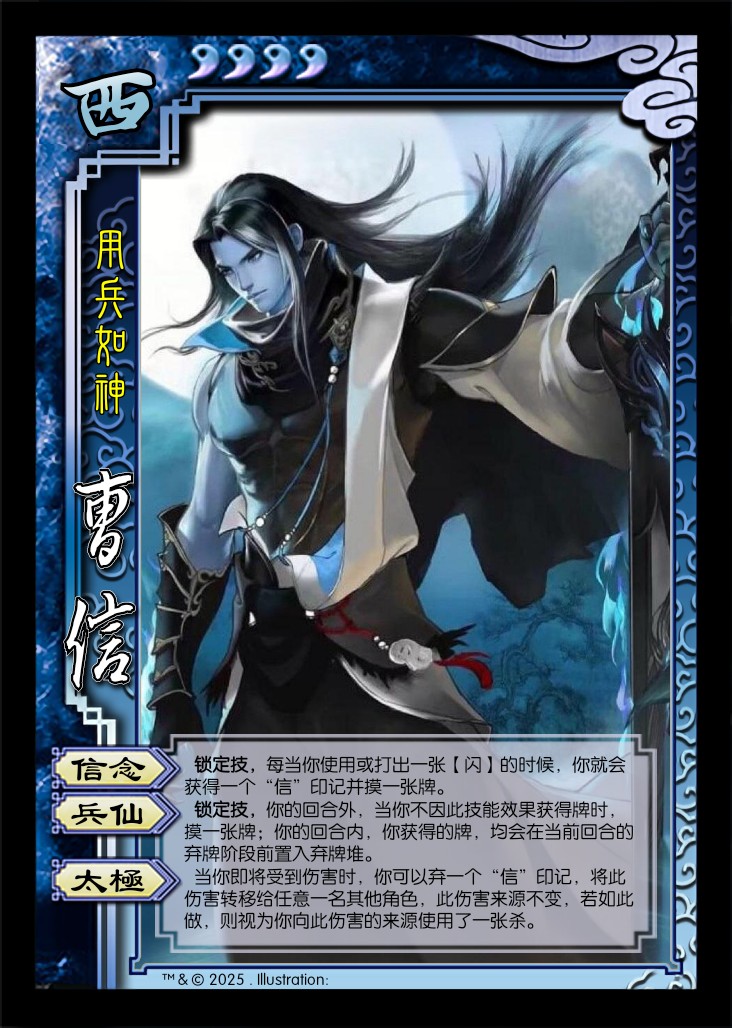 西
用兵如神
曹信
信念
锁定技，每当你使用或打出一张【闪】的时候，你就会
获得一个“信”印记并摸一张牌。
兵仙
锁定技，你的回合外，当你不因此技能效果获得牌时，
摸一张牌；你的回合内，你获得的牌，均会在当前回合的
弃牌阶段前置入弃牌堆。
太極
当你即将受到伤害时，你可以弃一个“信”印记，将此
伤害转移给任意一名其他角色，此伤害来源不变，若如此
做，则视为你向此伤害的来源使用了一张杀。
™ & © 2025 . Illustration: